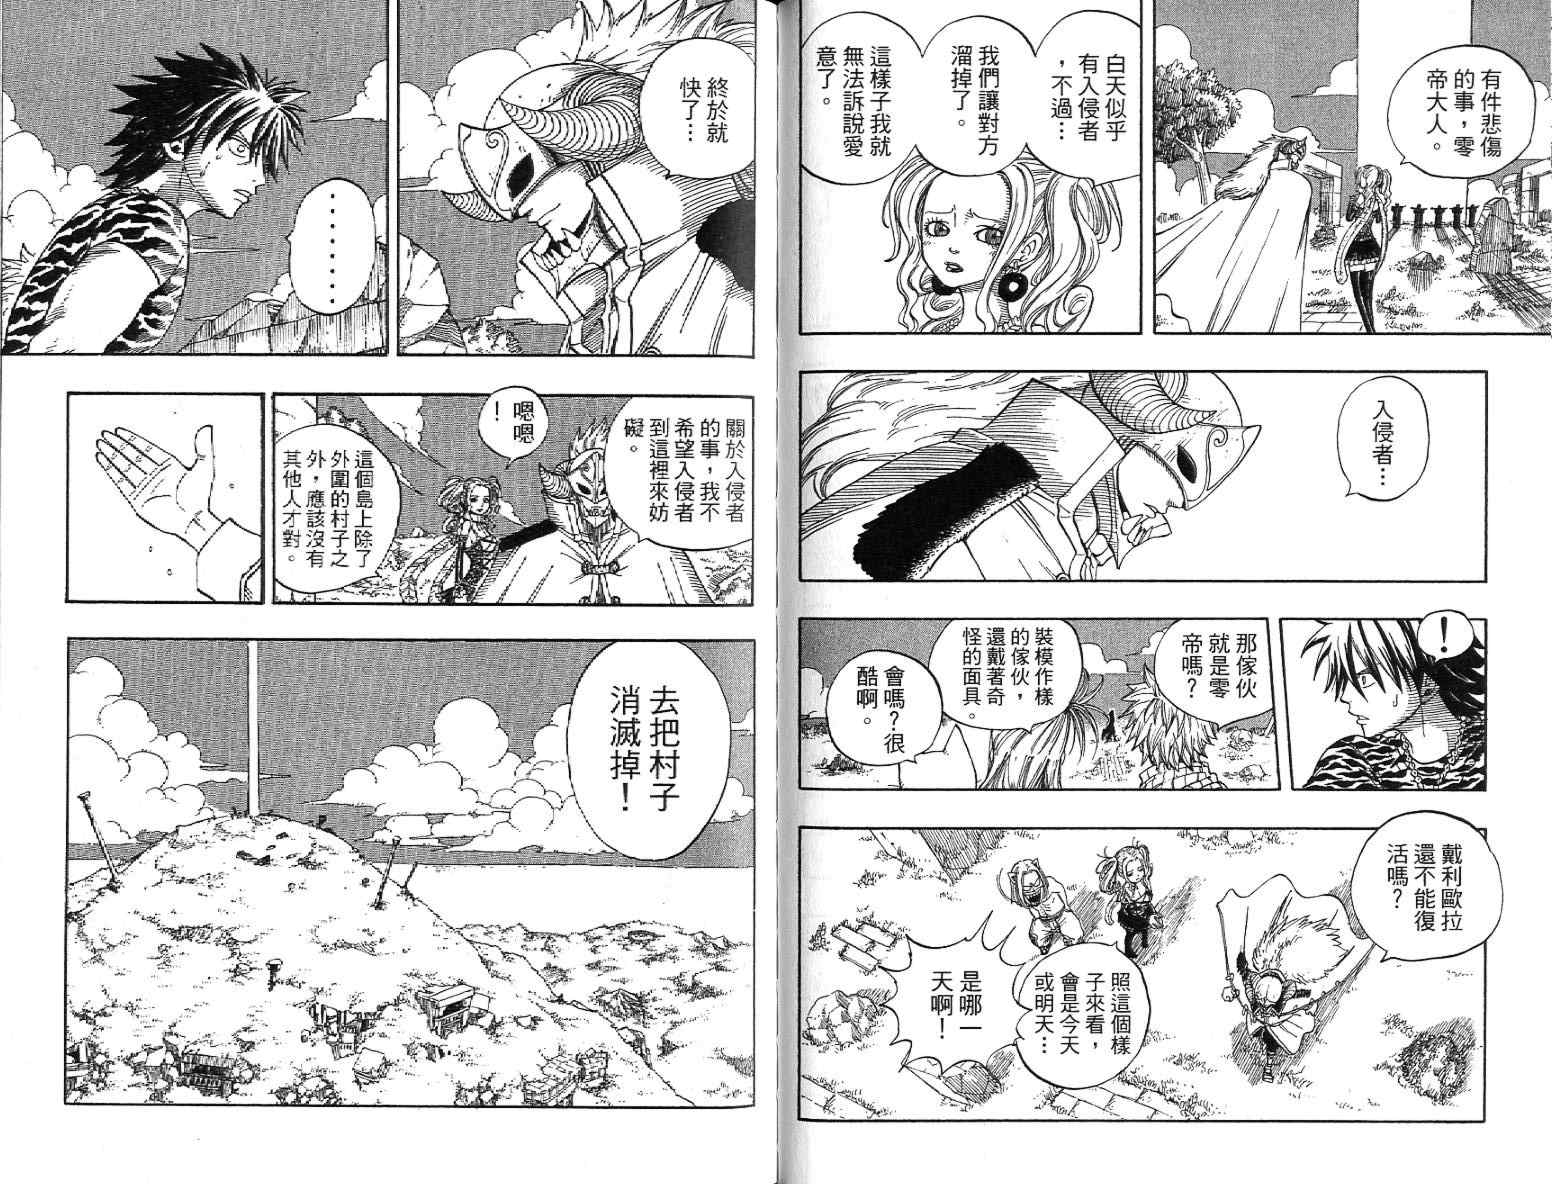 有件悲傷
的事，零
帝大人。
白天似乎
有入侵者
，不過…
我們讓對方
溜掉了。
這樣子我就
無法訴說愛
意了。
入侵者…
！
那傢伙
就是零
帝嗎？
裝模作樣
的傢伙，
還戴著奇
怪的面具。
會嗎？很
酷啊。
戴利歐拉
還不能復
活嗎？
照這個樣
子來看，
會是今天
或明天…
是哪一
天啊！
終於就
快了…
………
關於入侵者
的事，我不
希望入侵者
到這裡來妨
礙。
嗯嗯
！
這個島上除了
外圍的村子之
外，應該沒有
其他人才對。
去把村子
消滅掉！